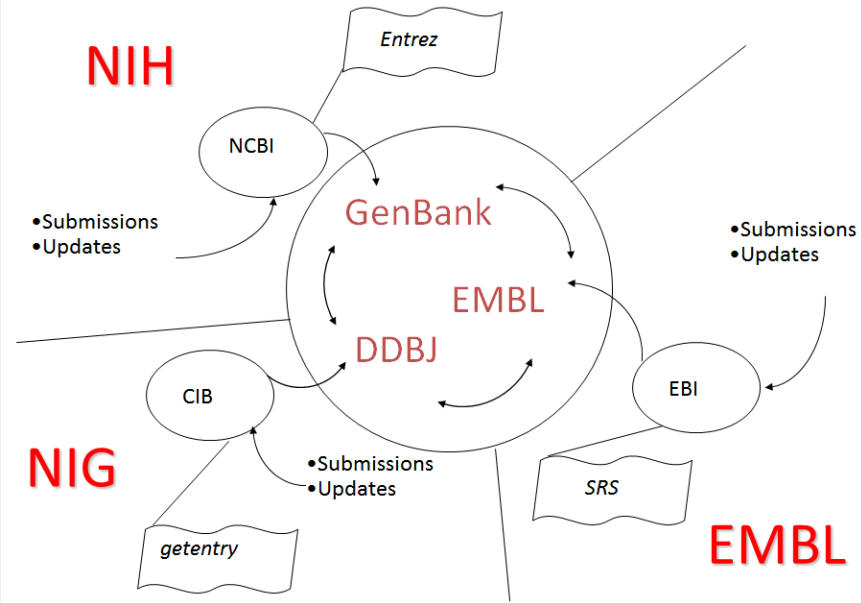 Entrez
NIH
NCBI
•Submissions
•Updates
GenBank
•Submissions
•Updates
EMBL
DDBJ
CIB
EBI
NIG
•Submissions
•Updates
SRS
getentry
EMBL